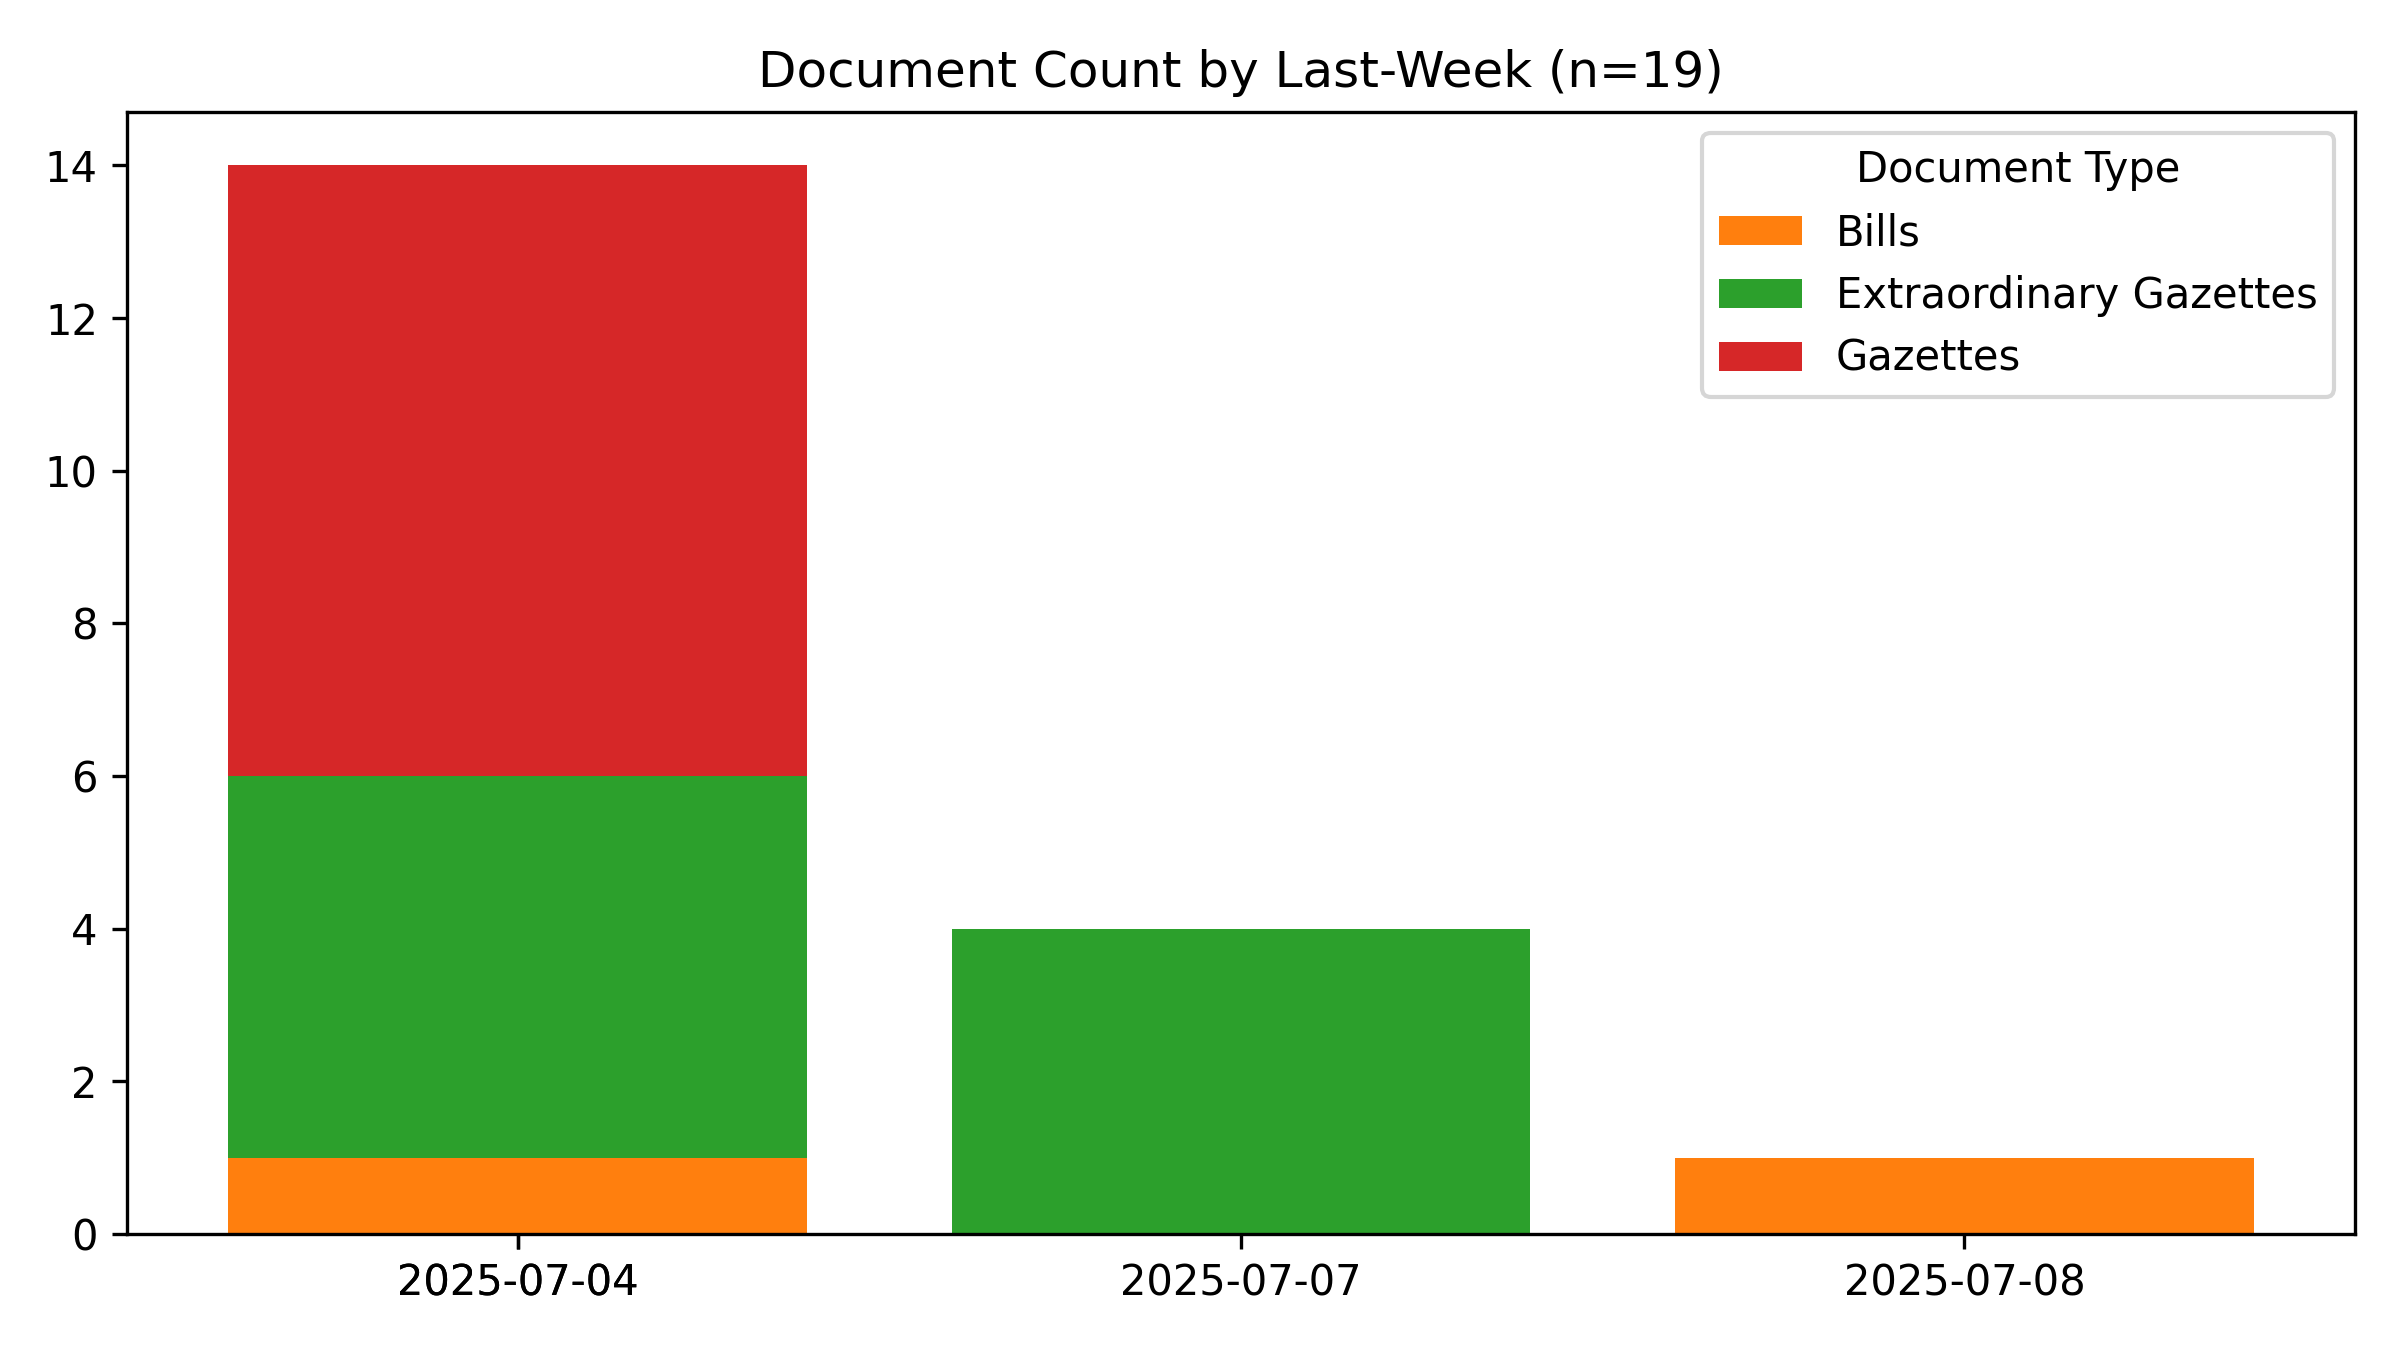 Document Count by Last-Week (n=19)
14
12
10
8
6
4
2
0
Document Type
Bills
Extraordinary Gazettes
Gazettes
2025-07-04
2025-07-07
2025-07-08